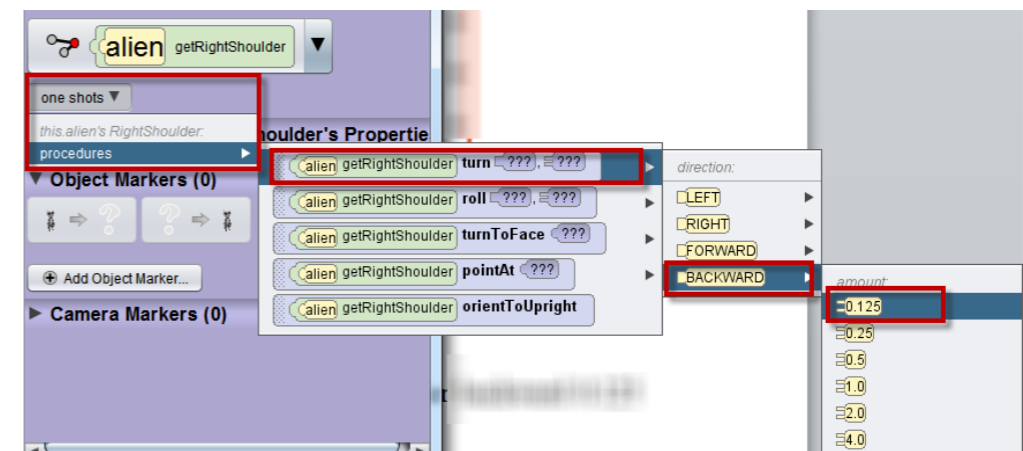 alien getRightShoulder ▼
one shots ▼
this.alien's RightShoulder:
procedures
houlder's Propertie
Object Markers (0)
Add Object Marker...
Camera Markers (0)
alien getRightShoulder turn ???, ???
alien getRightShoulder roll ???, ???
alien getRightShoulder turnToFace ???
alien getRightShoulder pointAt ???
alien getRightShoulder orientToUpright
direction:
LEFT
RIGHT
FORWARD
BACKWARD
amount:
0.125
0.25
0.5
1.0
2.0
4.0